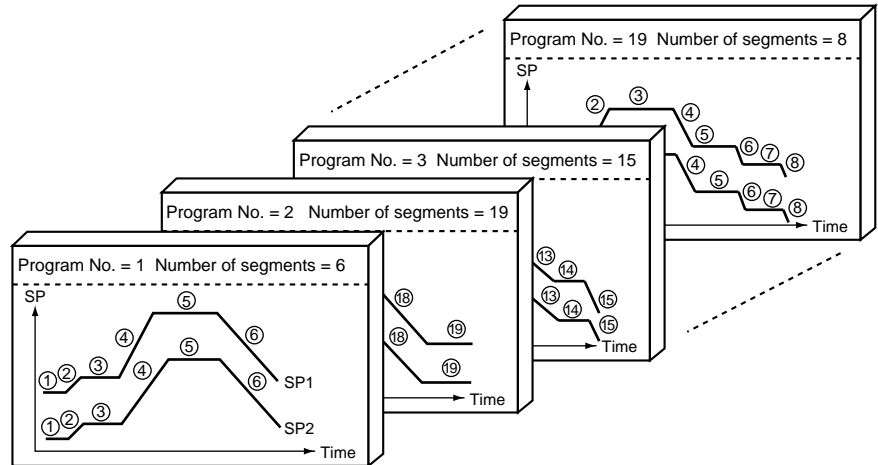 Program No. = 19 Number of segments = 8
SP
③
②
④
⑤
⑥
⑦
⑧
④
⑤
⑥
⑦
⑧
Time
Program No. = 3 Number of segments = 15
⑬
⑭
⑮
⑬
⑭
⑮
Time
Program No. = 2 Number of segments = 19
⑱
⑱
⑲
⑲
Time
Program No. = 1 Number of segments = 6
SP
⑤
④
⑥
① ② ③
SP1
⑤
④
⑥
① ② ③
SP2
Time